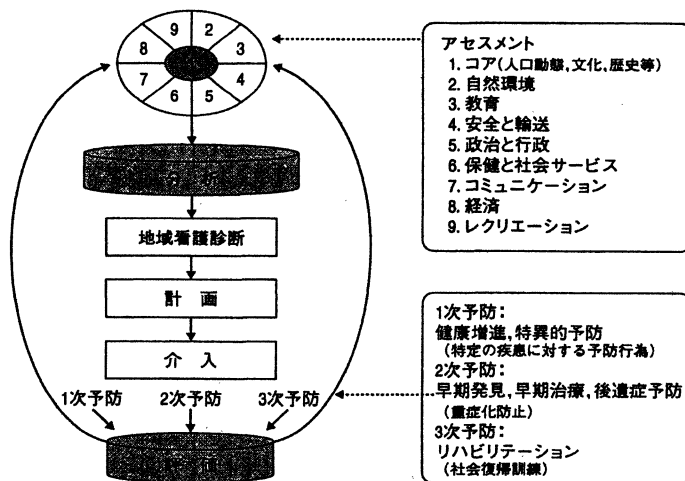 9 2
8 3
7 4
6 5
分 析
地域看護診断
計 画
介 入
1次予防 2次予防 3次予防
アセスメント
1. コア(人口動態,文化,歴史等)
2. 自然環境
3. 教育
4. 安全と輸送
5. 政治と行政
6. 保健と社会サービス
7. コミュニケーション
8. 経済
9. レクリエーション
1次予防:
健康増進,特異的予防
(特定の疾患に対する予防行為)
2次予防:
早期発見,早期治療,後遺症予防
(重症化防止)
3次予防:
リハビリテーション
(社会復帰訓練)